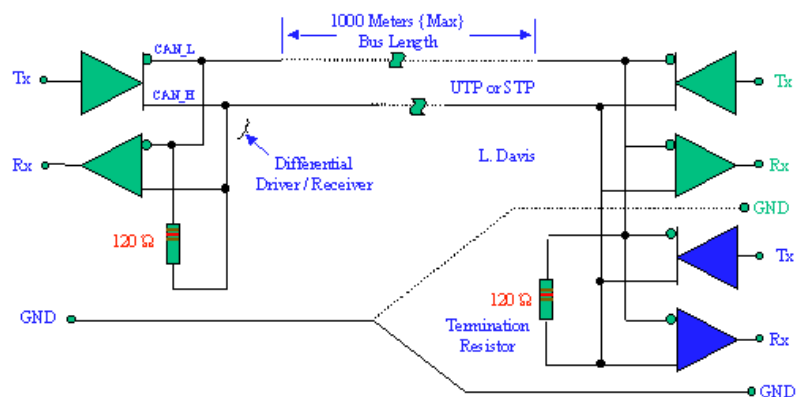 1000 Meters {Max}
Bus Length
CAN_L
Tx
CAN_H
UTP or STP
Tx
Rx
Differential
Driver / Receiver
L. Davis
Rx
GND
120 Ω
Tx
GND
120 Ω
Termination
Resistor
Rx
GND